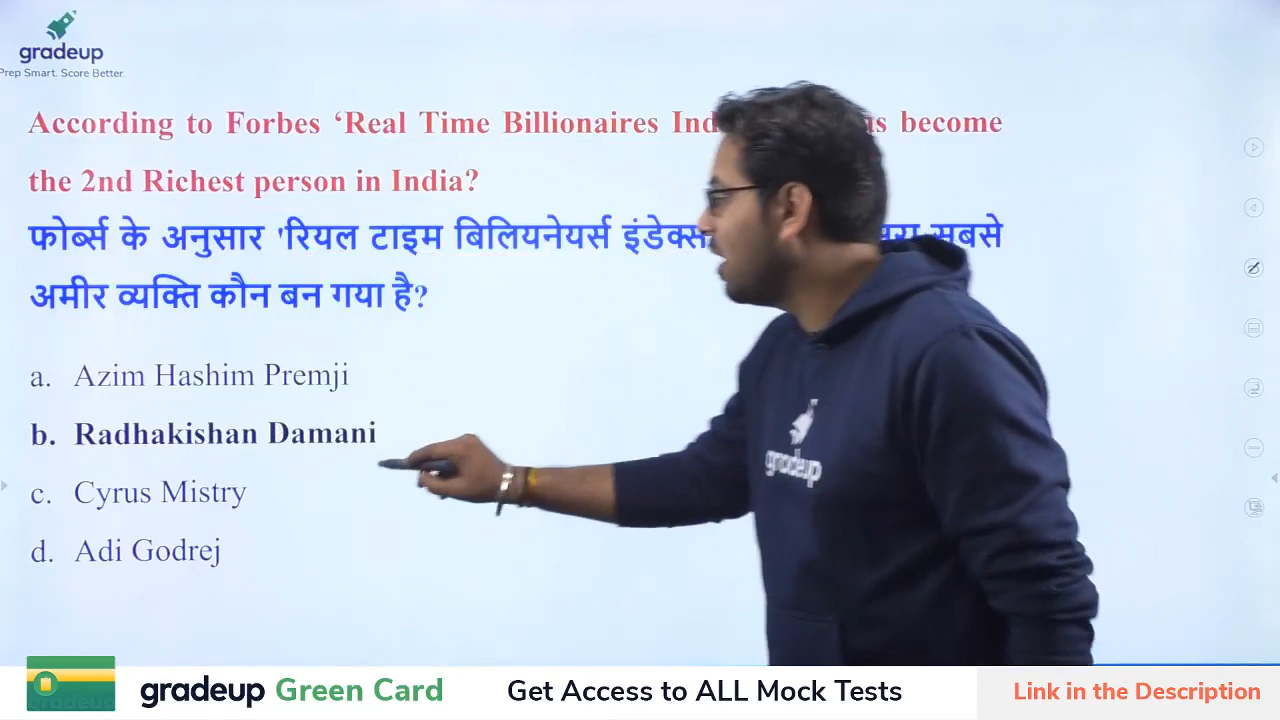 gradeup
Prep Smart. Score Better.
According to Forbes ‘Real Time Billionaires become
the 2nd Richest person in India?
फोर्ब्स के अनुसार 'रियल टाइम बिलियनेयर्स इंडेक्स सबसे
अमीर व्यक्ति कौन बन गया है?
a. Azim Hashim Premji
b. Radhakishan Damani
c. Cyrus Mistry
d. Adi Godrej
gradeup
gradeup Green Card Get Access to ALL Mock Tests Link in the Description